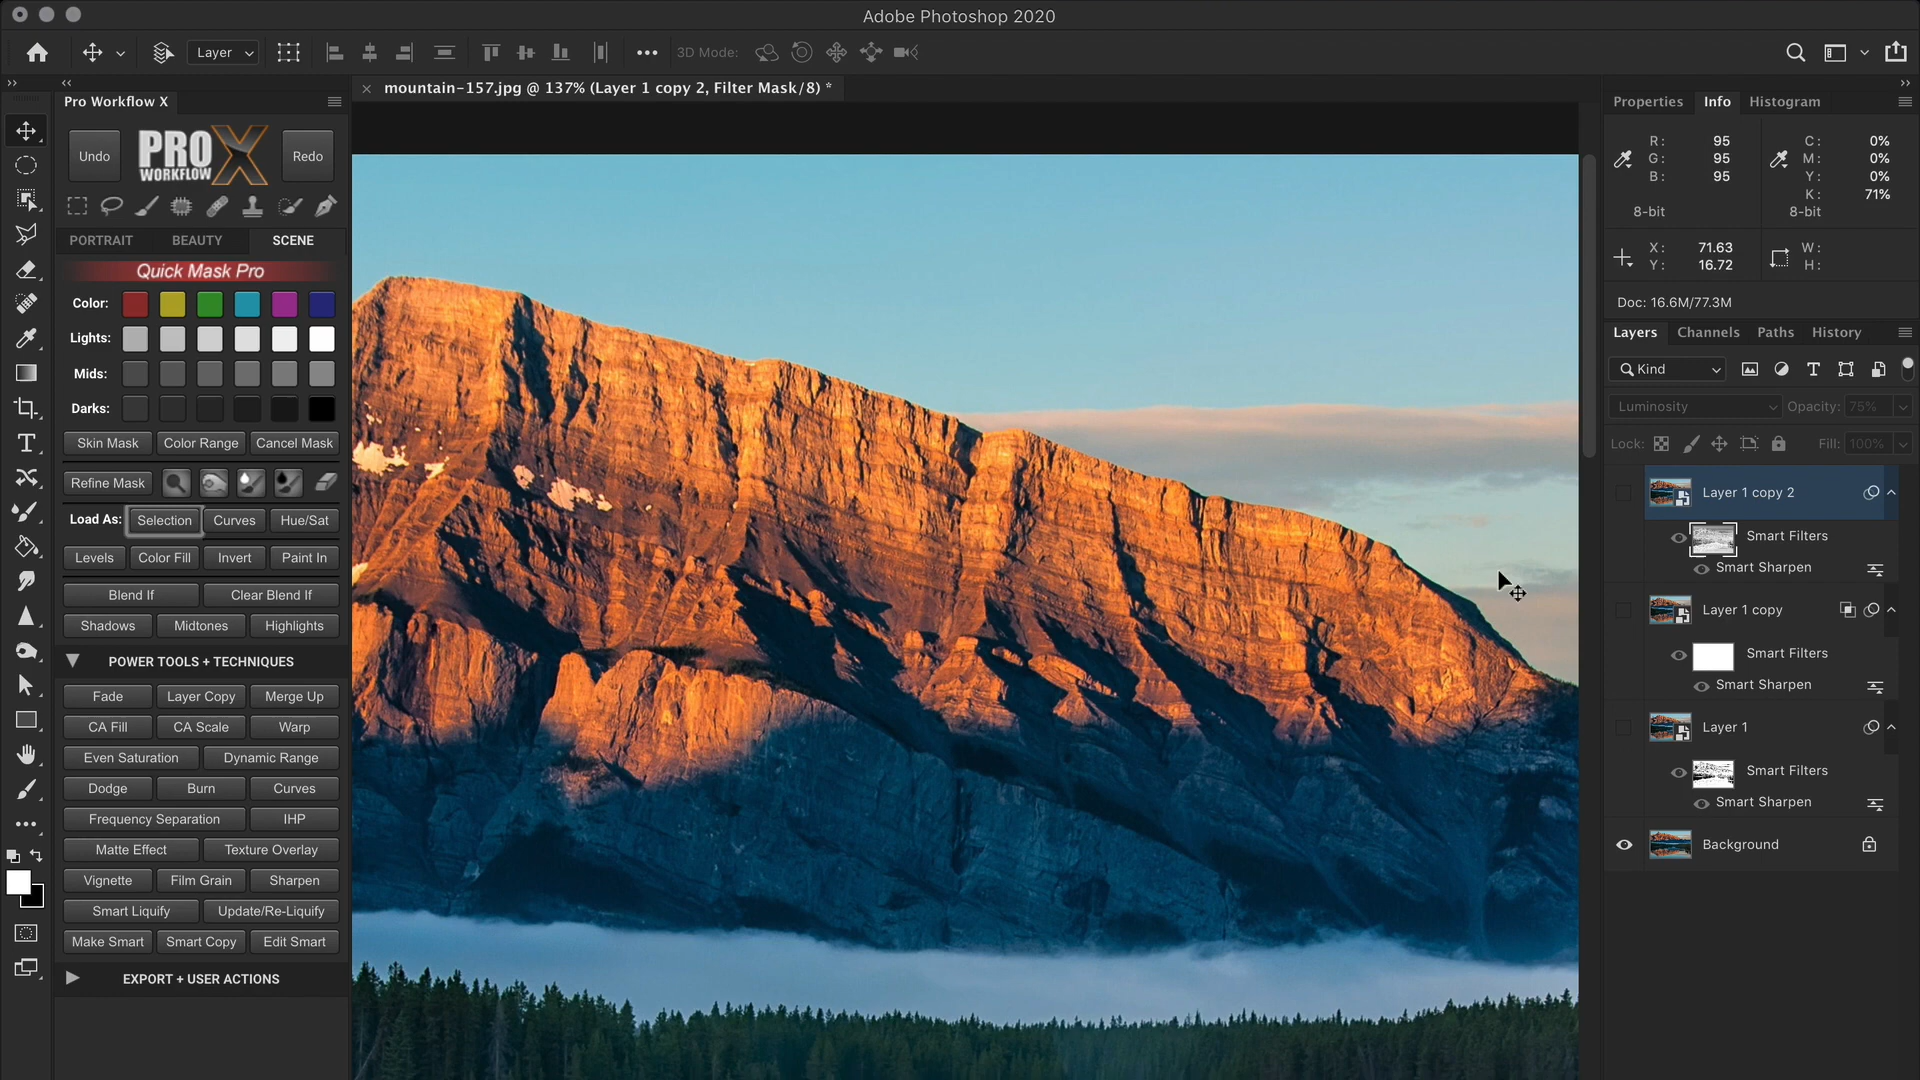 Adobe Photoshop 2020
Layer
3D Mode:
Pro Workflow X
mountain-157.jpg @ 137% (Layer 1 copy 2, Filter Mask/8) *
Undo
PRO X
WORKFLOW
Redo
PORTRAIT BEAUTY SCENE
Quick Mask Pro
Color:
Lights:
Mids:
Darks:
Skin Mask Color Range Cancel Mask
Refine Mask
Load As: Selection Curves Hue/Sat
Levels Color Fill Invert Paint In
Blend If Clear Blend If
Shadows Midtones Highlights
POWER TOOLS + TECHNIQUES
Fade Layer Copy Merge Up
CA Fill CA Scale Warp
Even Saturation Dynamic Range
Dodge Burn Curves
Frequency Separation IHP
Matte Effect Texture Overlay
Vignette Film Grain Sharpen
Smart Liquify Update/Re-Liquify
Make Smart Smart Copy Edit Smart
EXPORT + USER ACTIONS
Properties Info Histogram
R: 95 C: 0%
G: 95 M: 0%
B: 95 Y: 0%
K: 71%
8-bit 8-bit
X: 71.63 W:
Y: 16.72 H:
Doc: 16.6M/77.3M
Layers Channels Paths History
Kind
Luminosity Opacity: 75%
Lock: Fill: 100%
Layer 1 copy 2
Smart Filters
Smart Sharpen
Layer 1 copy
Smart Filters
Smart Sharpen
Layer 1
Smart Filters
Smart Sharpen
Background